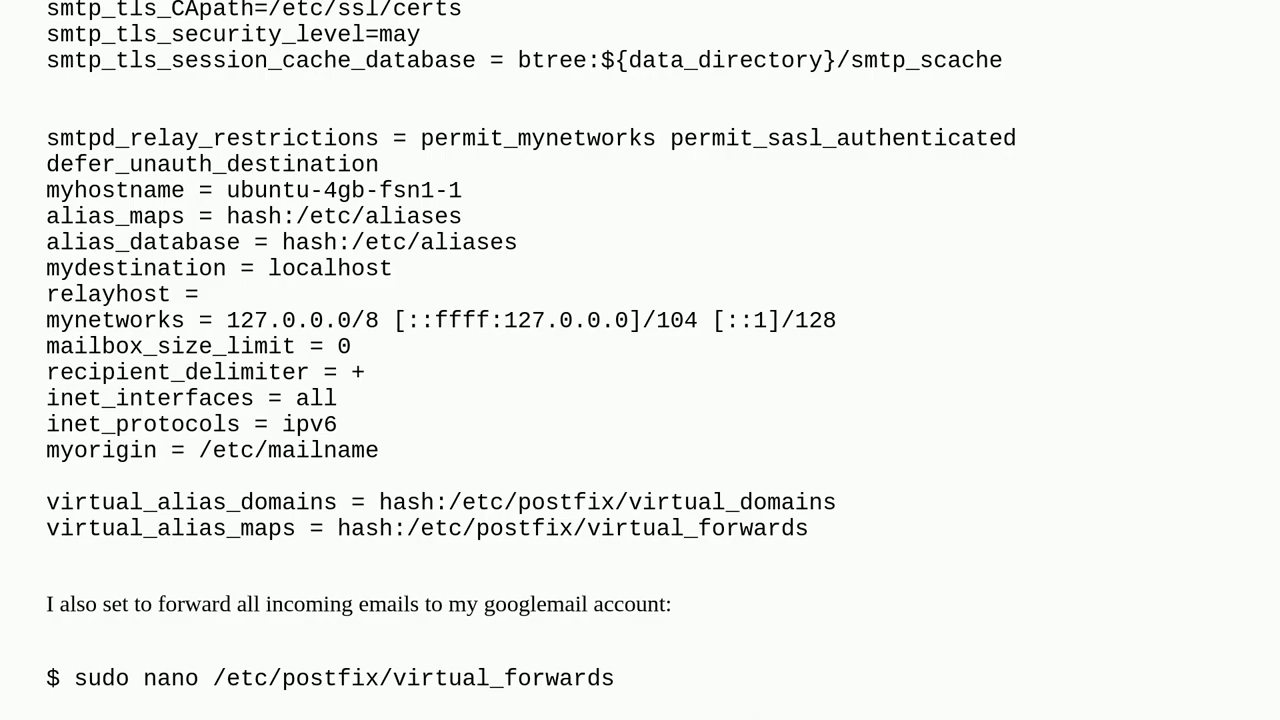 smtp_tls_CApath=/etc/ssl/certs
smtp_tls_security_level=may
smtp_tls_session_cache_database = btree:${data_directory}/smtp_scache
smtpd_relay_restrictions = permit_mynetworks permit_sasl_authenticated
defer_unauth_destination
myhostname = ubuntu-4gb-fsn1-1
alias_maps = hash:/etc/aliases
alias_database = hash:/etc/aliases
mydestination = localhost
relayhost =
mynetworks = 127.0.0.0/8 [::ffff:127.0.0.0]/104 [::1]/128
mailbox_size_limit = 0
recipient_delimiter = +
inet_interfaces = all
inet_protocols = ipv6
myorigin = /etc/mailname
virtual_alias_domains = hash:/etc/postfix/virtual_domains
virtual_alias_maps = hash:/etc/postfix/virtual_forwards
I also set to forward all incoming emails to my googlemail account:
$ sudo nano /etc/postfix/virtual_forwards